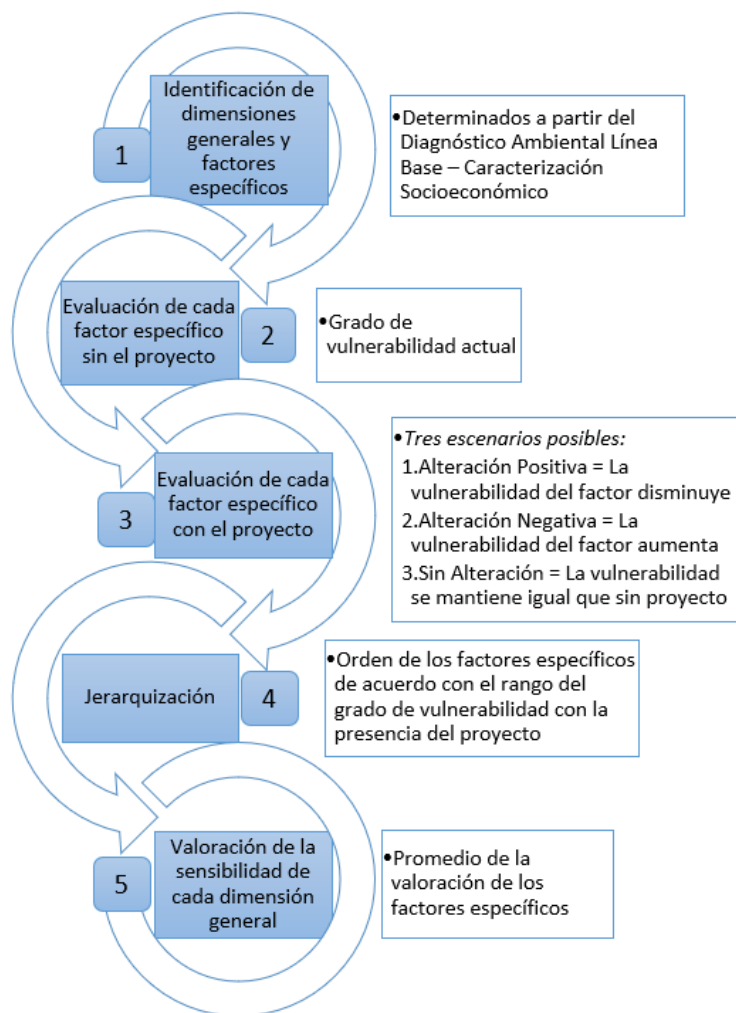 1
Identificación de
dimensiones
generales y
factores
específicos
•Determinados a partir del
Diagnóstico Ambiental Línea
Base – Caracterización
Socioeconómico
Evaluación de cada
factor específico
sin el proyecto
2
•Grado de
vulnerabilidad actual
3
Evaluación de cada
factor específico
con el proyecto
•Tres escenarios posibles:
1.Alteración Positiva = La
vulnerabilidad del factor disminuye
2.Alteración Negativa = La
vulnerabilidad del factor aumenta
3.Sin Alteración = La vulnerabilidad
se mantiene igual que sin proyecto
Jerarquización
4
•Orden de los factores específicos
de acuerdo con el rango del
grado de vulnerabilidad con la
presencia del proyecto
5
Valoración de la
sensibilidad de
cada dimensión
general
•Promedio de la
valoración de los
factores específicos